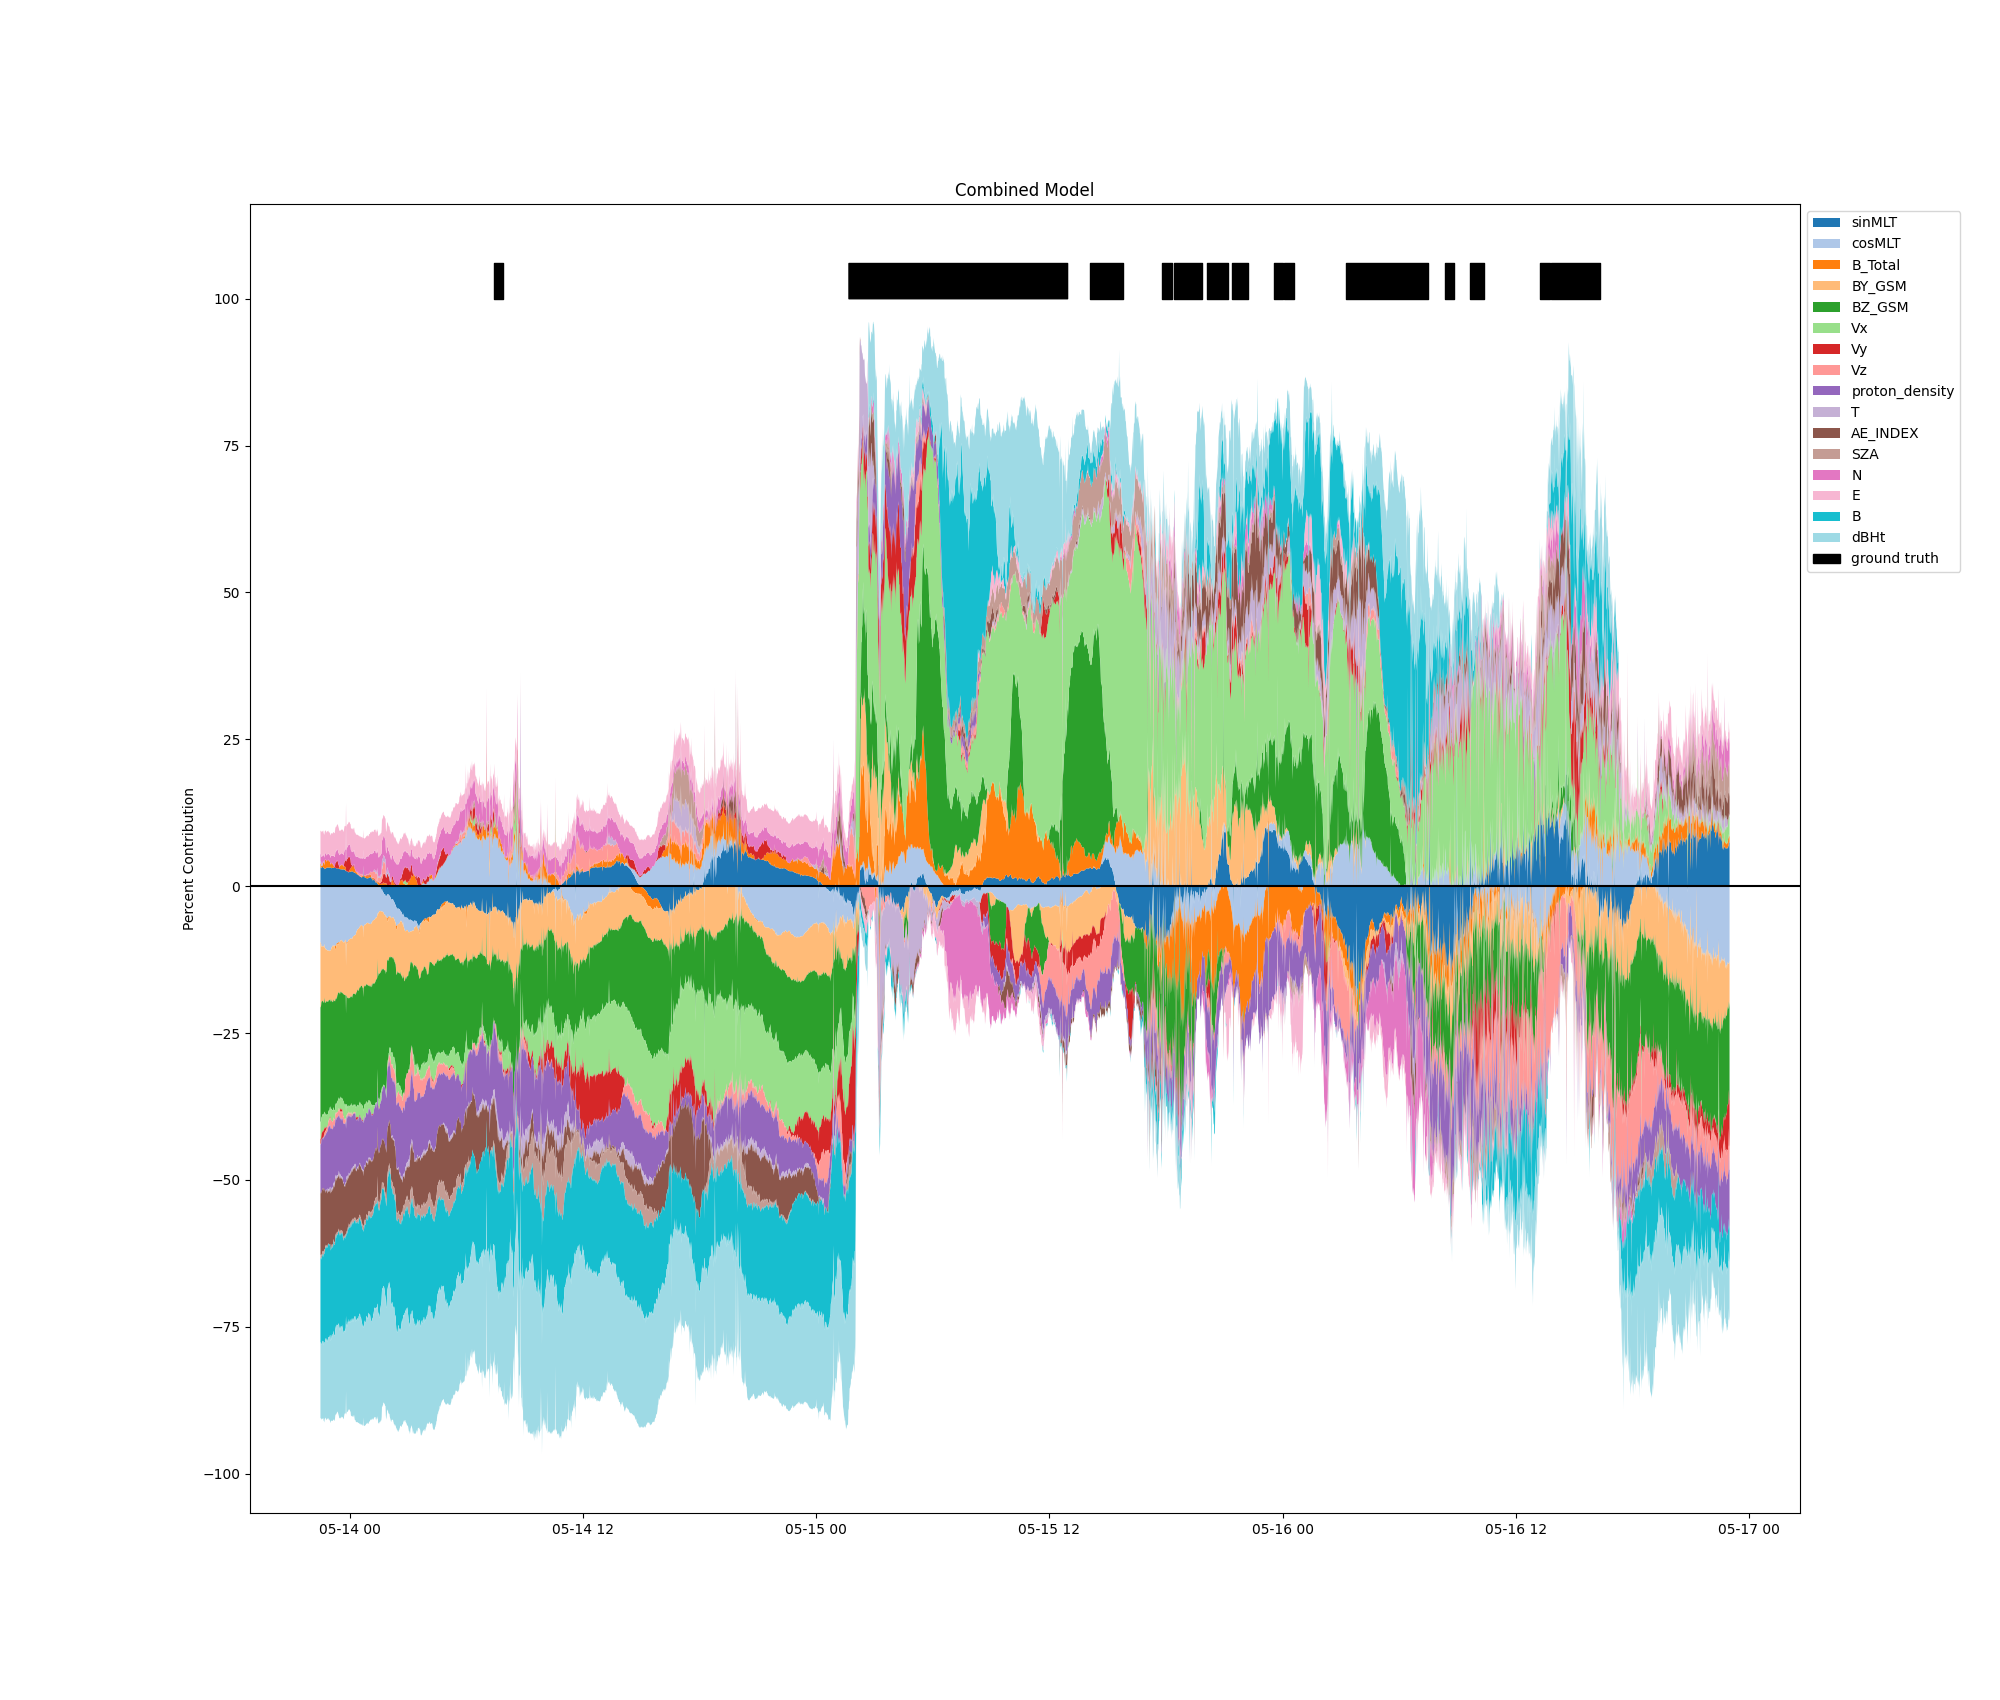 Combined Model
Percent Contribution
100
75
50
25
0
−25
−50
−75
−100
05-14 00
05-14 12
05-15 00
05-15 12
05-16 00
05-16 12
05-17 00
sinMLT
cosMLT
B_Total
BY_GSM
BZ_GSM
Vx
Vy
Vz
proton_density
T
AE_INDEX
SZA
N
E
B
dBHt
ground truth